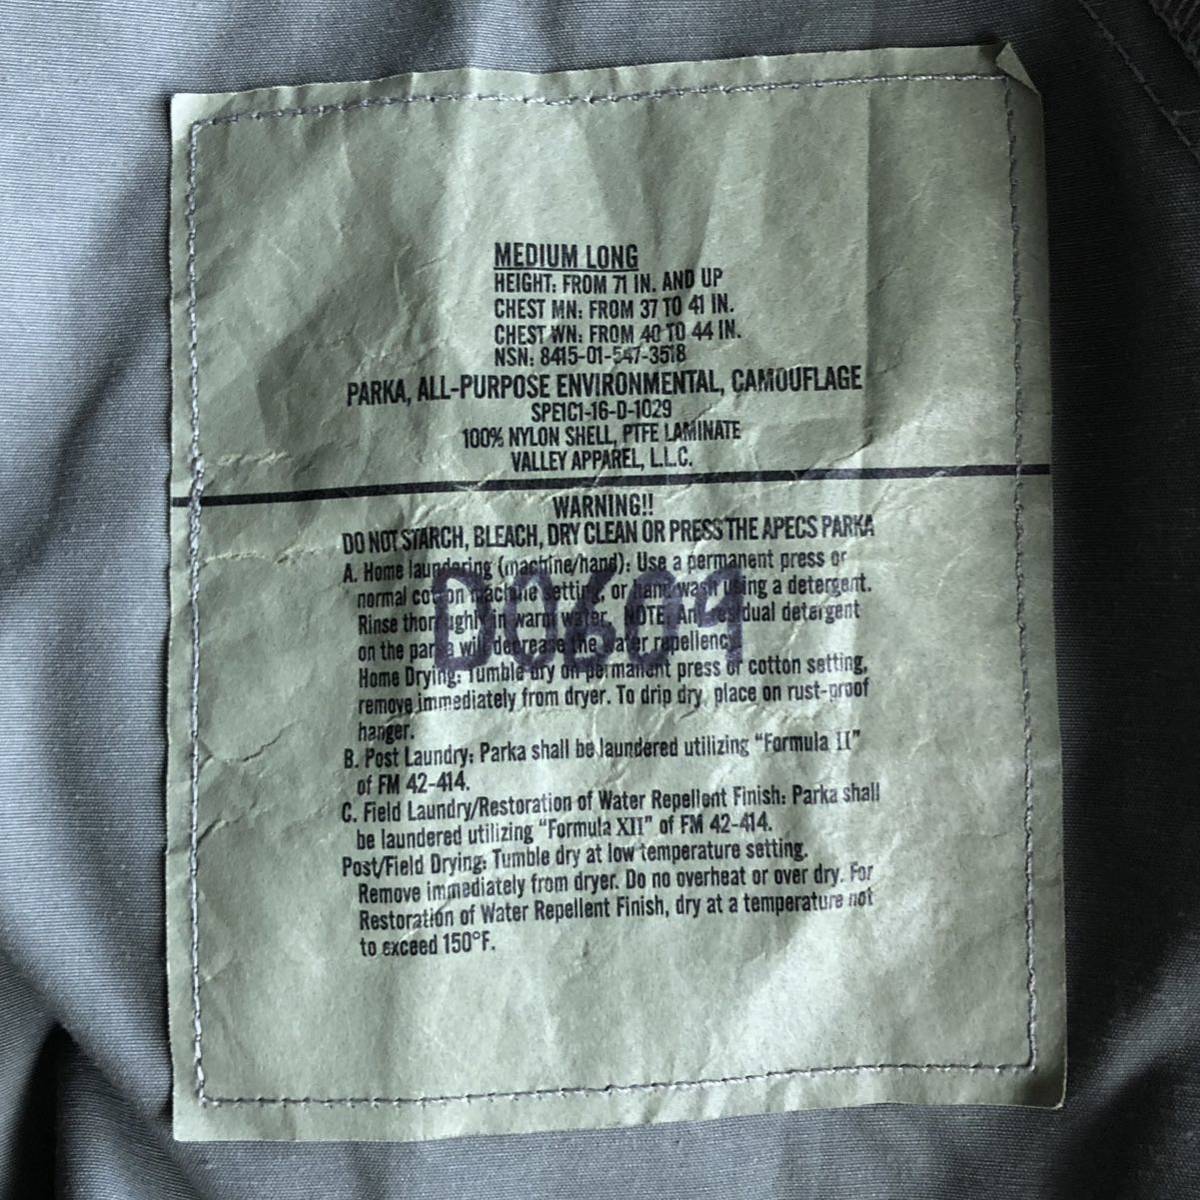 MEDIUM LONG
HEIGHT: FROM 71 IN. AND UP
CHEST MN: FROM 37 TO 41 IN.
CHEST WN: FROM 40 TO 44 IN.
NSN: 8415-01-547-3518
PARKA, ALL-PURPOSE ENVIRONMENTAL, CAMOUFLAGE
SPE1C1-16-D-1029
100% NYLON SHELL, PTFE LAMINATE
VALLEY APPAREL, L.L.C.
WARNING!!
DO NOT STARCH, BLEACH, DRY CLEAN OR PRESS THE APECS PARKA
A. Home laundering (machine/hand): Use a permanent press or
normal cotton machine setting, or hand wash using a detergent.
Rinse thoroughly in warm water. NOTE: Any residual detergent
on the parka will decrease the water repellency
Home Drying: Tumble dry on permanent press or cotton setting,
remove immediately from dryer. To drip dry, place on rust-proof
hanger.
B. Post Laundry: Parka shall be laundered utilizing "Formula II"
of FM 42-414.
C. Field Laundry/Restoration of Water Repellent Finish: Parka shall
be laundered utilizing "Formula XII" of FM 42-414.
Post/Field Drying: Tumble dry at low temperature setting.
Remove immediately from dryer. Do no overheat or over dry. For
Restoration of Water Repellent Finish, dry at a temperature not
to exceed 150°F.
D0609